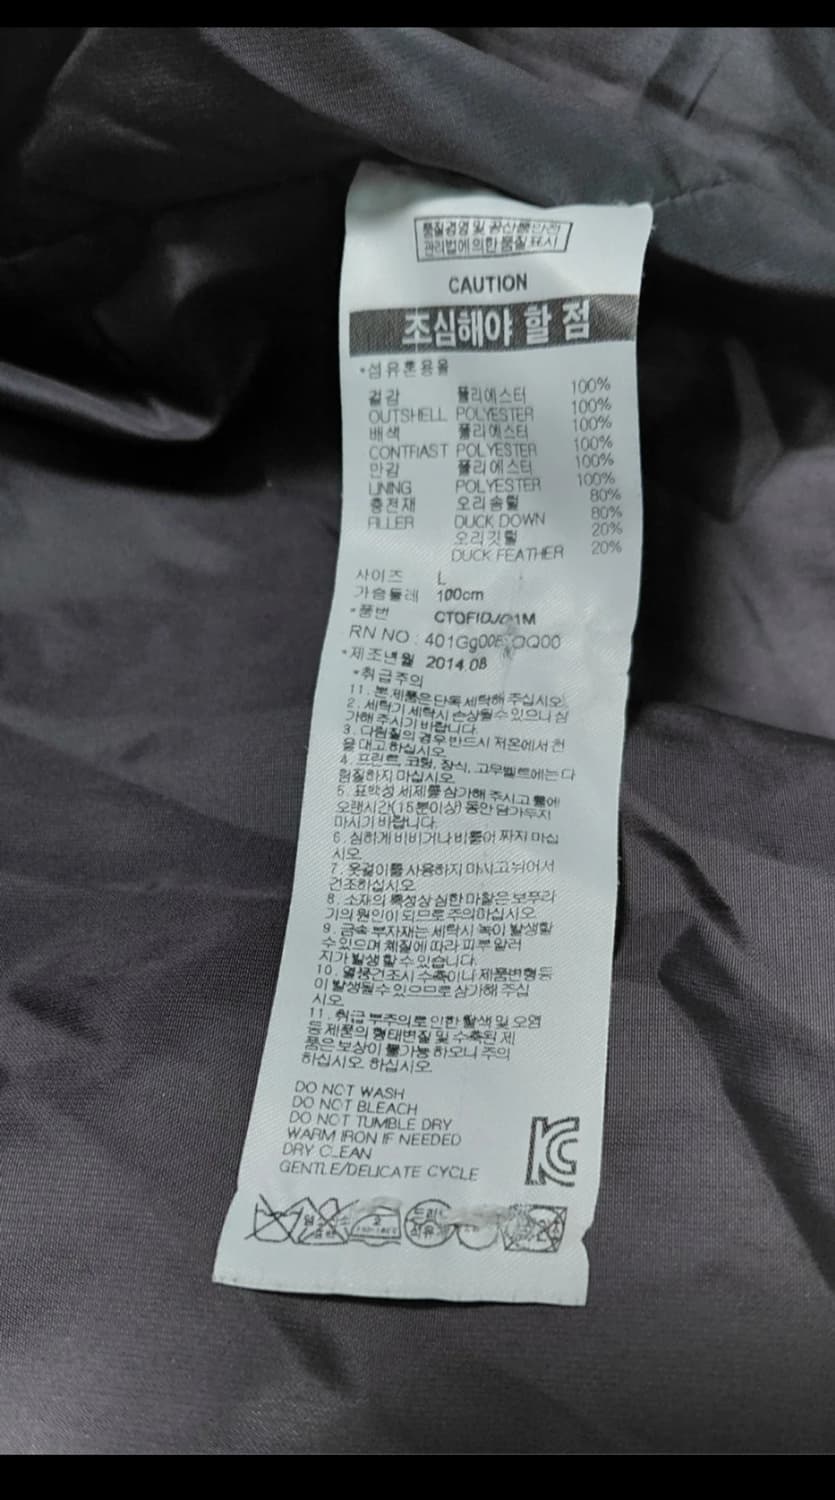 품질경영 및 공산품안전
관리법에의한 품질표시
CAUTION
조심해야 할 점
*섬유혼용율
겉감 폴리에스터 100%
OUTSHELL POLYESTER 100%
배색 폴리에스터 100%
CONTRAST POLYESTER 100%
안감 폴리에스터 100%
LINING POLYESTER 100%
충전재 오리솜털 80%
FILLER DUCK DOWN 80%
오리깃털 20%
DUCK FEATHER 20%
사이즈 L
가슴둘레 100cm
*품번
RN NO :
*제조년월 2014.08
*취급주의
11. 본 제품은 단독 세탁해 주십시오.
2. 세탁기 세탁시 손상될 수 있으니 삼
가해 주시기 바랍니다.
3. 다림질의 경우 반드시 저온에서 천
을 대고 하십시오
4. 프린트, 코팅, 장식, 고무벨트에는 다
림질하지 마십시오
5. 표백성 세제를 삼가해 주시고 물에
오랜시간(15분이상) 동안 담가두지
마시기 바랍니다.
6. 심하게 비비거나 비틀어 짜지 마십
시오.
7. 옷걸이를 사용하지 마시고 뉘어서
건조하십시오
8. 소재의 특성상 심한 마찰은 보푸라
기의 원인이 되므로 주의하십시오
9. 금속 부자재는 세탁시 녹이 발생할
수 있으며 체질에 따라 피부 알러
지가 발생할 수 있습니다.
10. 열풍건조시 수축이나 제품변형등
이 발생될 수 있으므로 삼가해 주십
시오
11. 취급 부주의로 인한 탈색 및 오염
등 제품의 형태변질 및 수축된 제
품은 보상이 불가능 하오니 주의
하십시오. 하십시오.
DO NOT WASH
DO NOT BLEACH
DO NOT TUMBLE DRY
WARM IRON IF NEEDED
DRY CLEAN
GENTLE/DELICATE CYCLE
KC